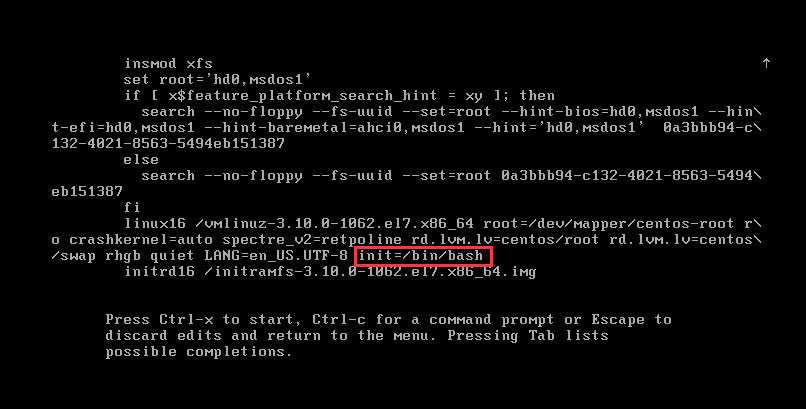 insmod xfs ↑
set root='hd0,msdos1'
if [ x$feature_platform_search_hint = xy ]; then
search --no-floppy --fs-uuid --set=root --hint-bios=hd0,msdos1 --hin\
t-efi=hd0,msdos1 --hint-baremetal=ahci0,msdos1 --hint='hd0,msdos1'  0a3bbb94-c\
132-4021-8563-5494eb151387
else
search --no-floppy --fs-uuid --set=root 0a3bbb94-c132-4021-8563-5494\
eb151387
fi
linux16 /vmlinuz-3.10.0-1062.el7.x86_64 root=/dev/mapper/centos-root r\
o crashkernel=auto spectre_v2=retpoline rd.lvm.lv=centos/root rd.lvm.lv=centos\
/swap rhgb quiet LANG=en_US.UTF-8 init=/bin/bash
initrd16 /initramfs-3.10.0-1062.el7.x86_64.img
Press Ctrl-x to start, Ctrl-c for a command prompt or Escape to
discard edits and return to the menu. Pressing Tab lists
possible completions.